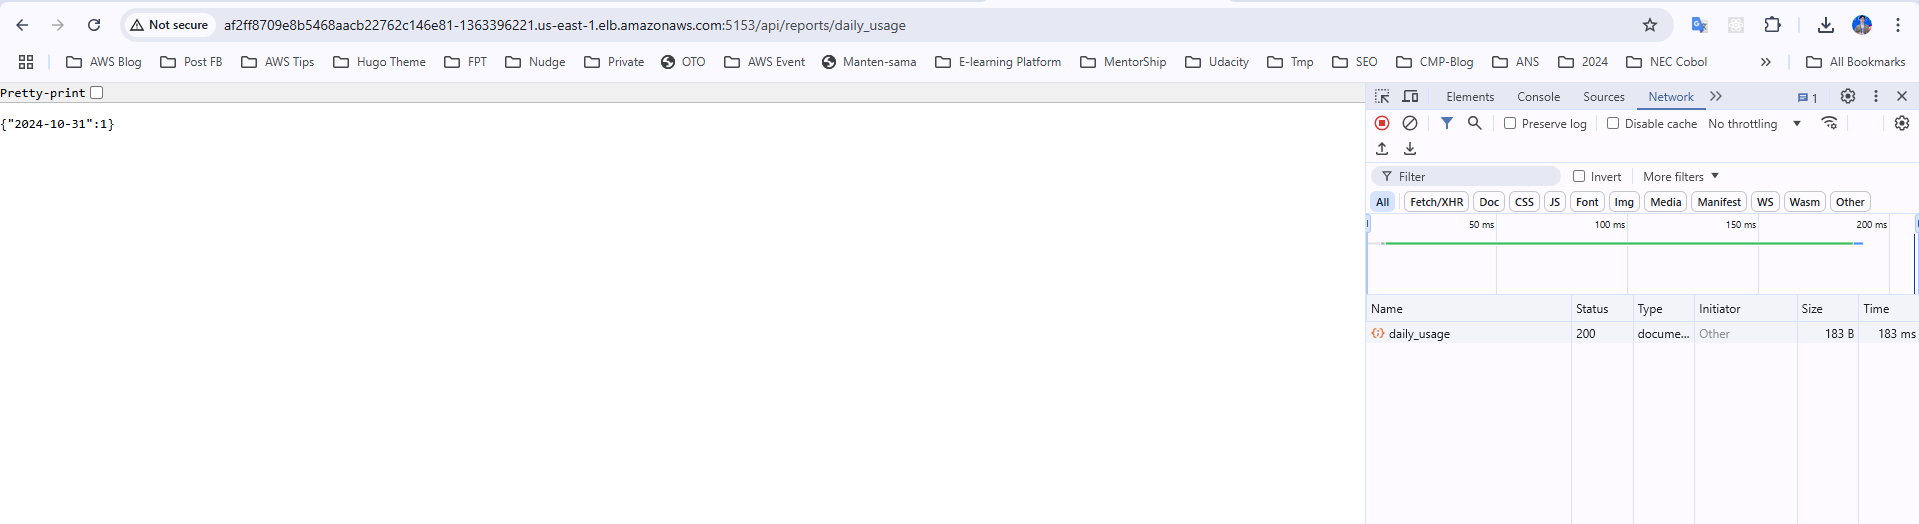 Not secure af2ff8709e8b5468aacb22762c146e81-1363396221.us-east-1.elb.amazonaws.com:5153/api/reports/daily_usage
AWS Blog Post FB AWS Tips Hugo Theme FPT Nudge Private OTO AWS Event Manten-sama E-learning Platform MentorShip Udacity Tmp SEO CMP-Blog ANS 2024 NEC Cobol » All Bookmarks
Pretty-print
{"2024-10-31":1}
Elements Console Sources Network » 1
Preserve log Disable cache No throttling
Filter Invert More filters
All Fetch/XHR Doc CSS JS Font Img Media Manifest WS Wasm Other
50 ms 100 ms 150 ms 200 ms
Name Status Type Initiator Size Time
daily_usage 200 docume... Other 183 B 183 ms